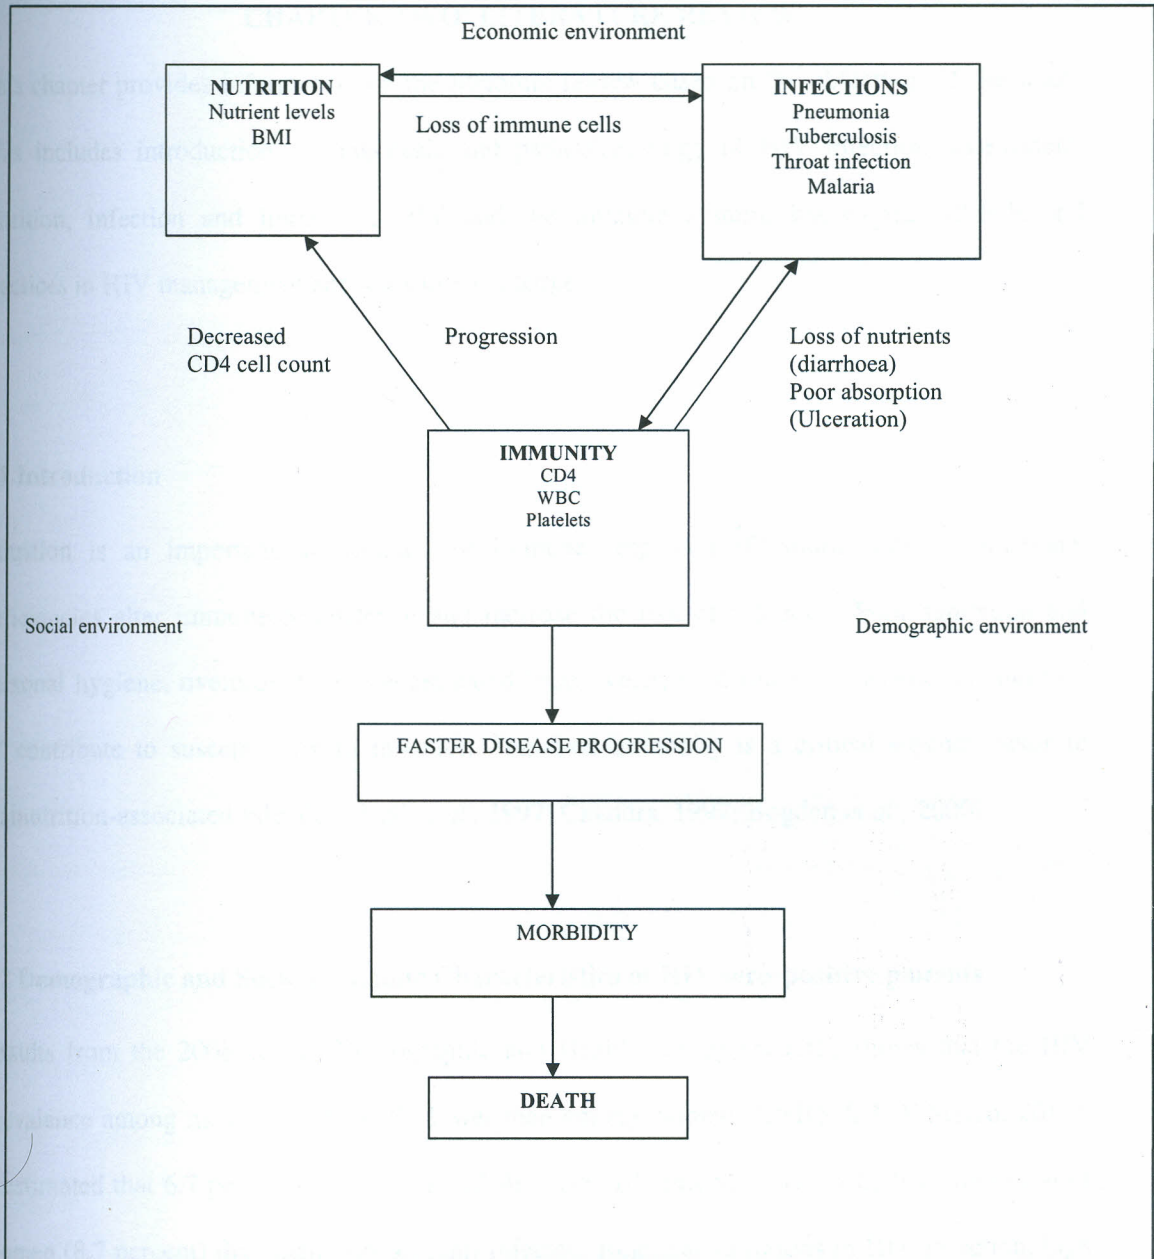 Economic environment
NUTRITION
Nutrient levels
BMI
Loss of immune cells
INFECTIONS
Pneumonia
Tuberculosis
Throat infection
Malaria
Decreased
CD4 cell count
Progression
Loss of nutrients
(diarrhoea)
Poor absorption
(Ulceration)
IMMUNITY
CD4
WBC
Platelets
Social environment
Demographic environment
FASTER DISEASE PROGRESSION
MORBIDITY
DEATH